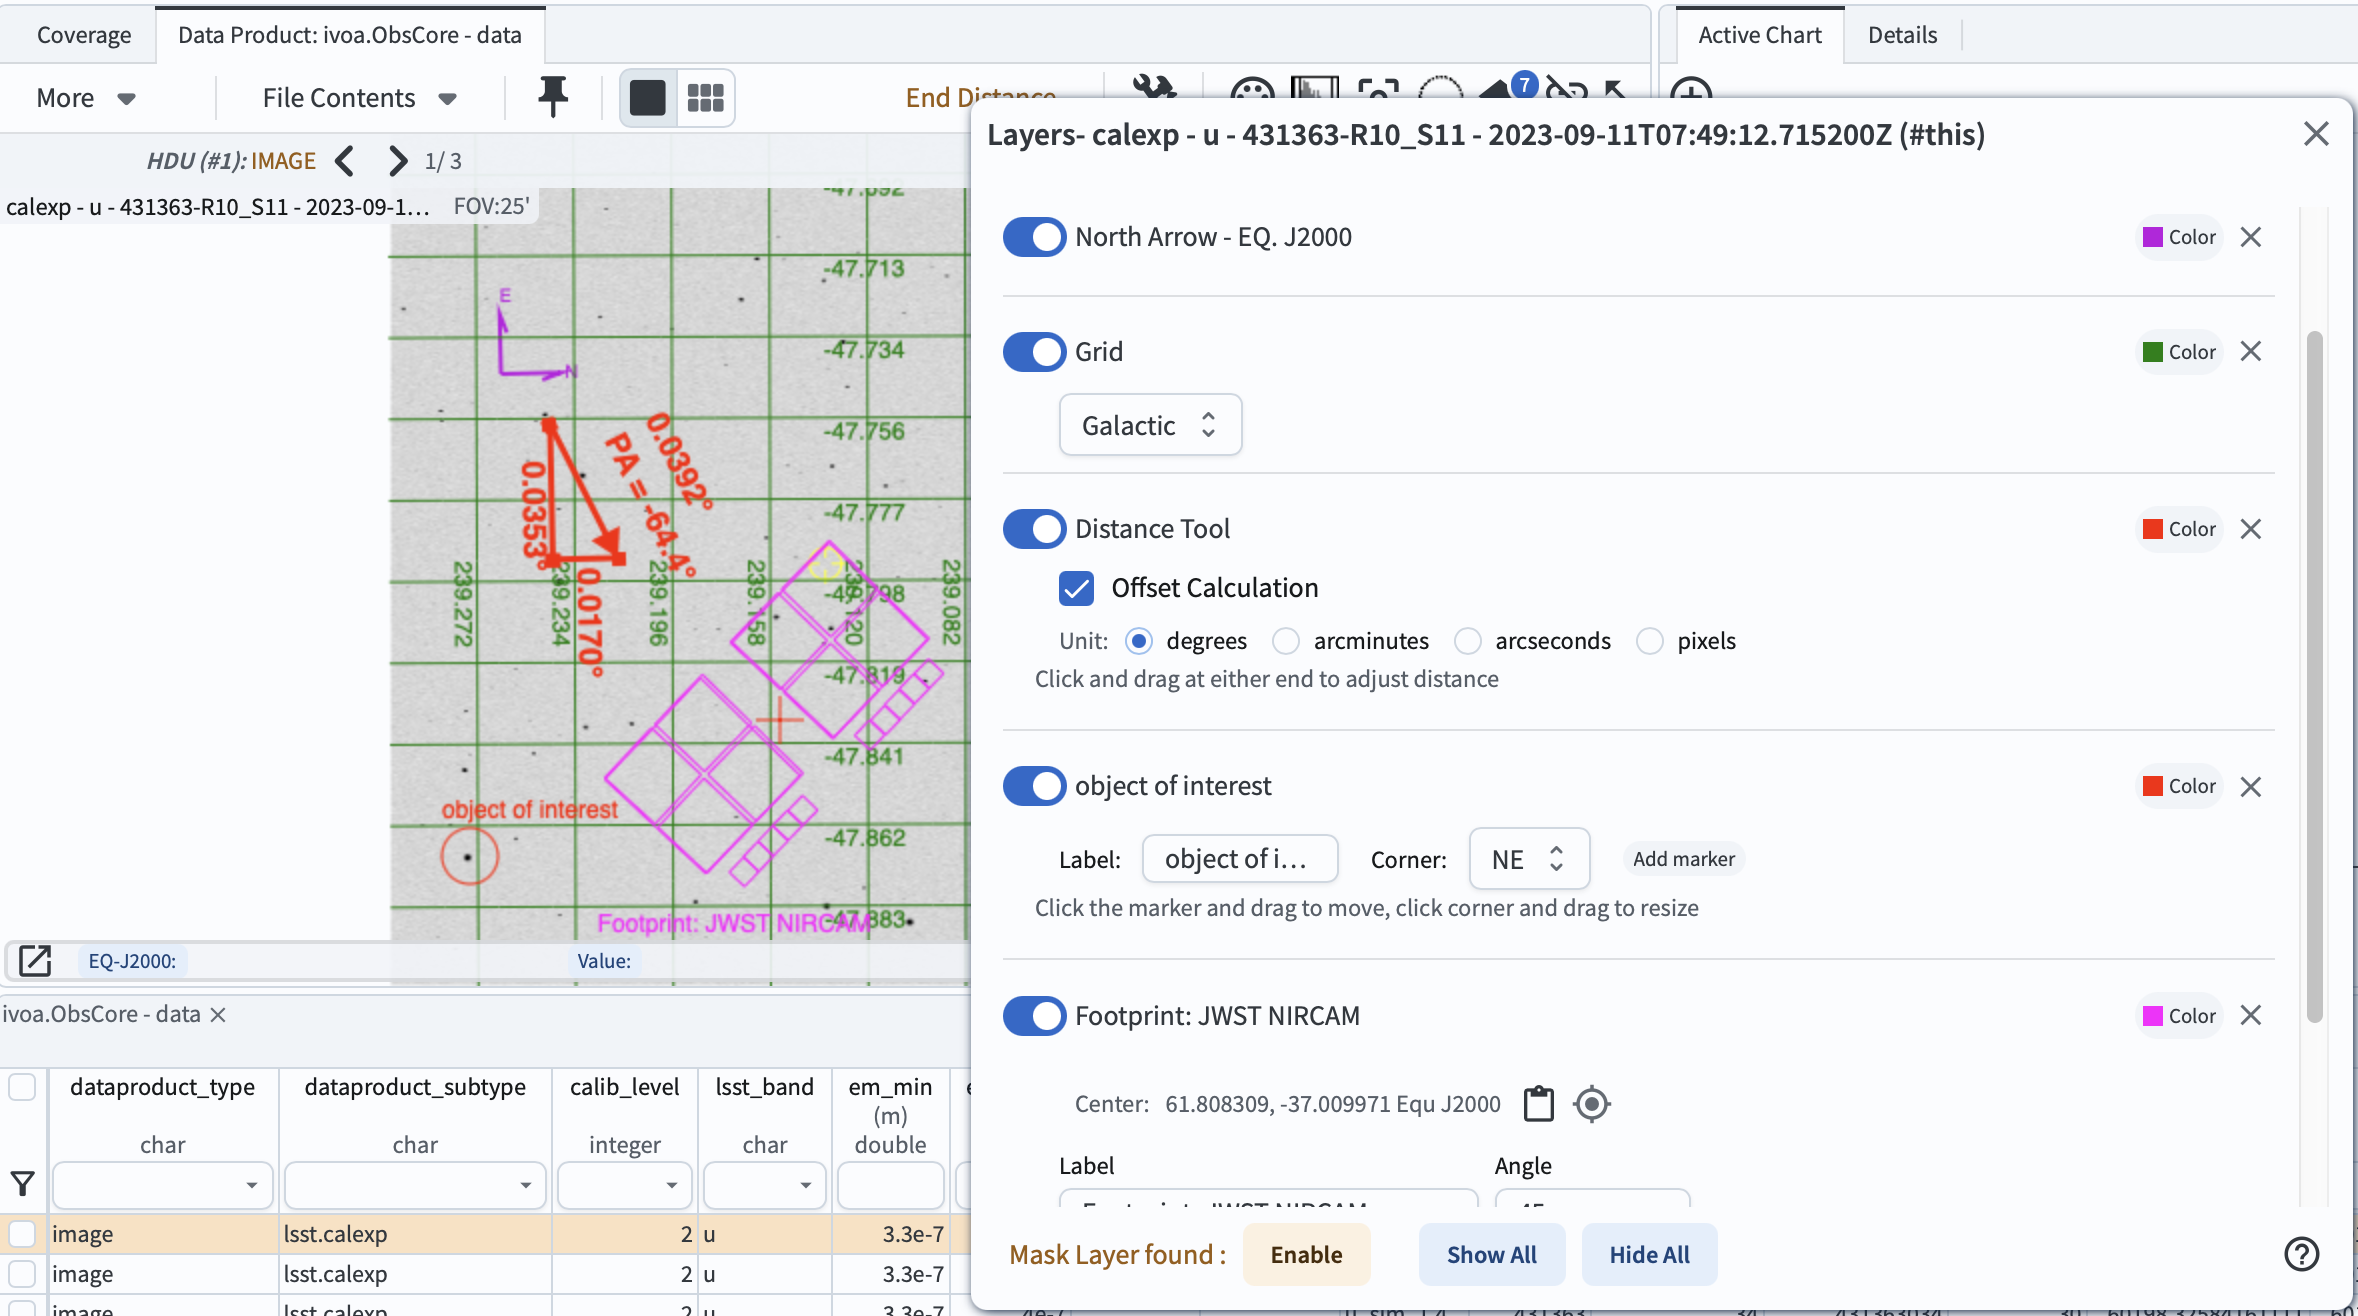 Coverage
Data Product: ivoa.ObsCore - data
Active Chart
Details
More
File Contents
End Distance
7
HDU (#1): IMAGE
1/ 3
calexp - u - 431363-R10_S11 - 2023-09-1...
FOV:25'
-47.692
-47.713
-47.734
-47.756
-47.777
-47.798
-47.819
-47.841
-47.862
-47.883
E
N
0.0392°
PA = -64.4°
0.0353°
0.0170°
239.272
239.234
239.196
239.158
239.120
239.082
object of interest
Footprint: JWST NIRCAM
EQ-J2000:
Value:
Layers- calexp - u - 431363-R10_S11 - 2023-09-11T07:49:12.715200Z (#this)
North Arrow - EQ. J2000
Color
Grid
Color
Galactic
Distance Tool
Color
Offset Calculation
Unit: degrees arcminutes arcseconds pixels
Click and drag at either end to adjust distance
object of interest
Color
Label: object of i... Corner: NE Add marker
Click the marker and drag to move, click corner and drag to resize
Footprint: JWST NIRCAM
Color
Center: 61.808309, -37.009971 Equ J2000
Label
Angle
Footprint: JWST NIRCAM
45
Mask Layer found : Enable Show All Hide All
ivoa.ObsCore - data
dataproduct_type dataproduct_subtype calib_level lsst_band em_min
(m)
char char integer char double
image lsst.calexp 2 u 3.3e-7
image lsst.calexp 2 u 3.3e-7
image lsst.calexp 2 u 3.3e-7